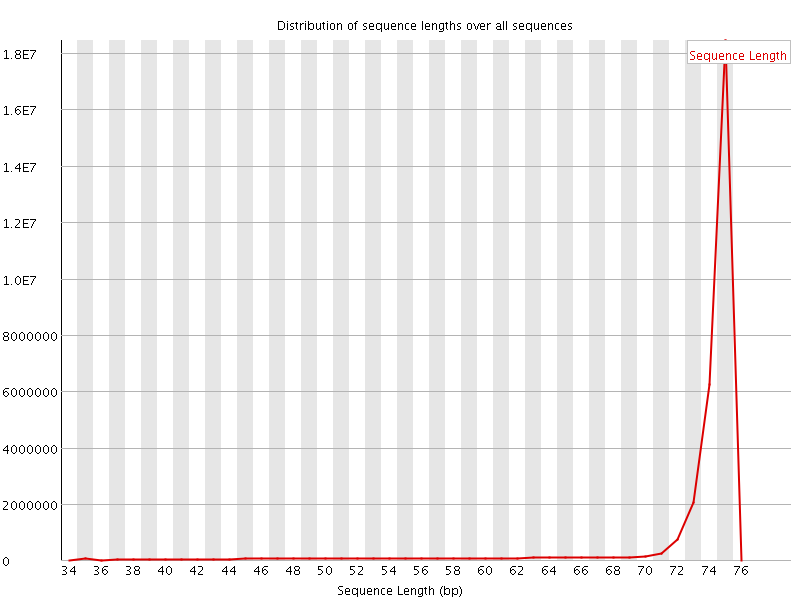 Distribution of sequence lengths over all sequences
Sequence Length
1.8E7
1.6E7
1.4E7
1.2E7
1.0E7
8000000
6000000
4000000
2000000
0
34 36 38 40 42 44 46 48 50 52 54 56 58 60 62 64 66 68 70 72 74 76
Sequence Length (bp)